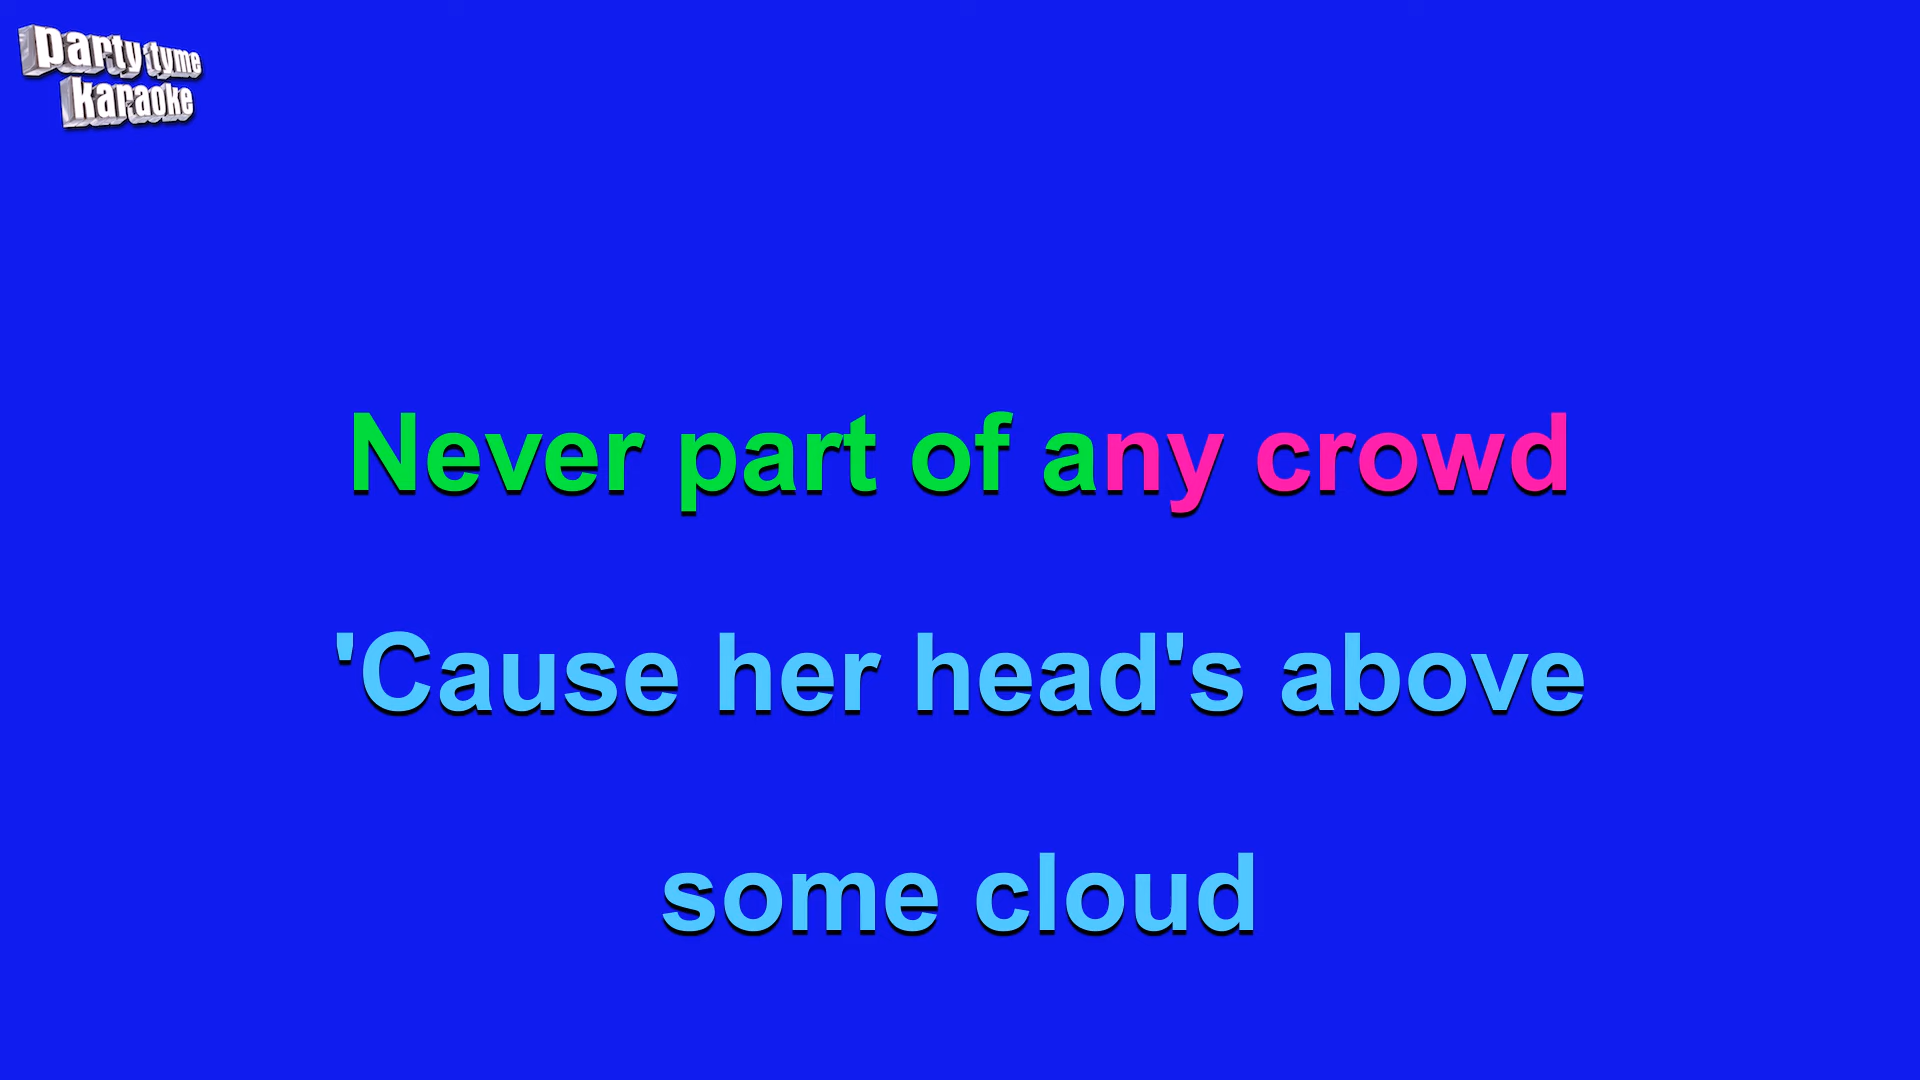 party tyme
karaoke
Never part of any crowd
'Cause her head's above
some cloud